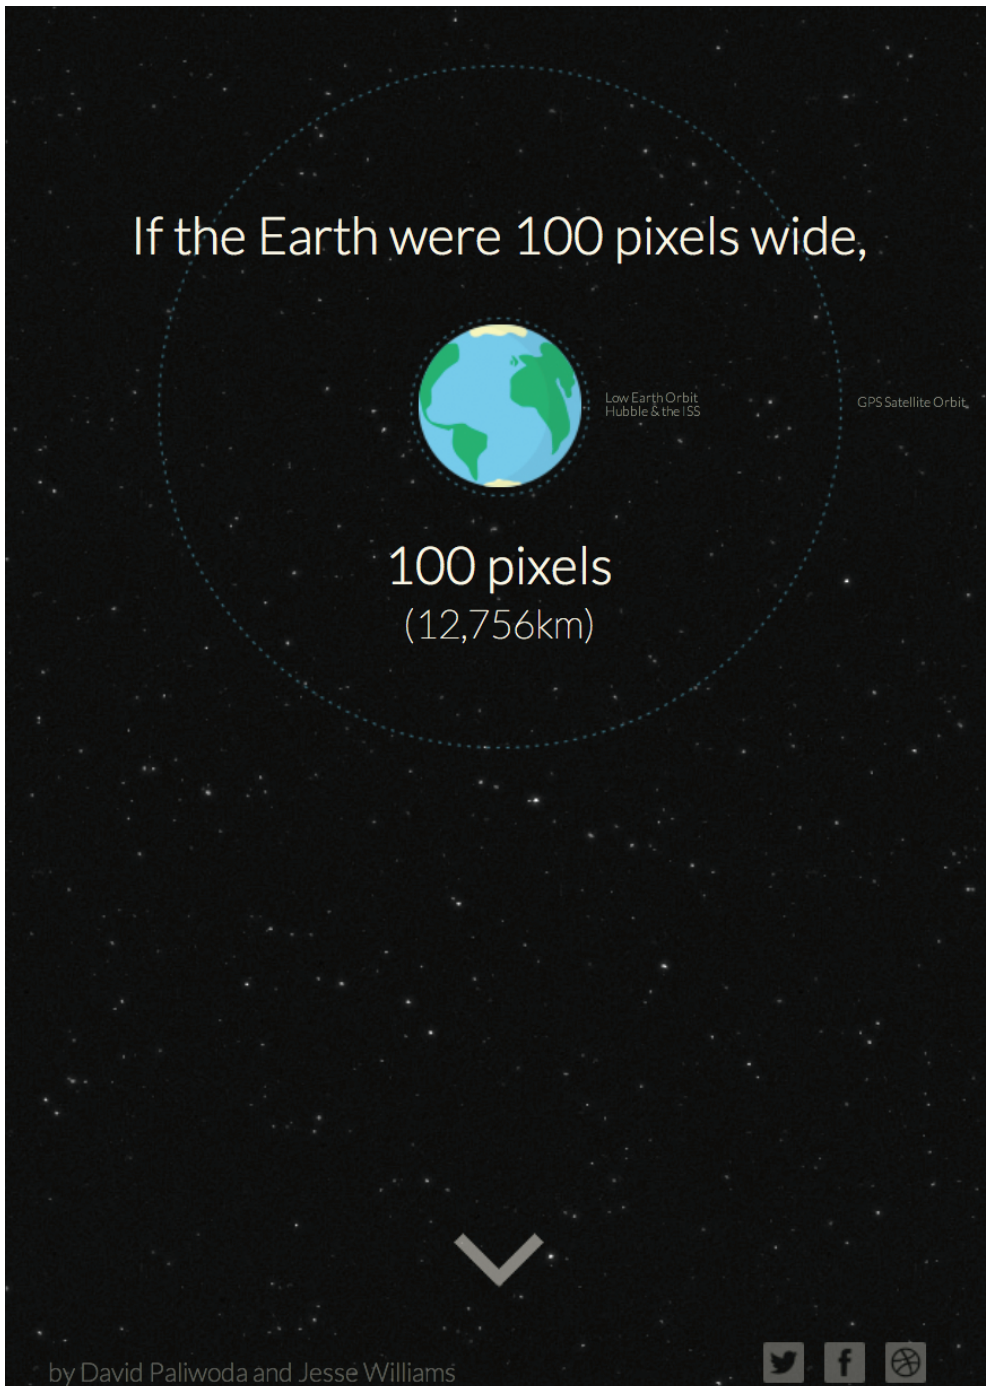 If the Earth were 100 pixels wide,
Low Earth Orbit
Hubble & the ISS
GPS Satellite Orbit
100 pixels
(12,756km)
by David Paliwoda and Jesse Williams